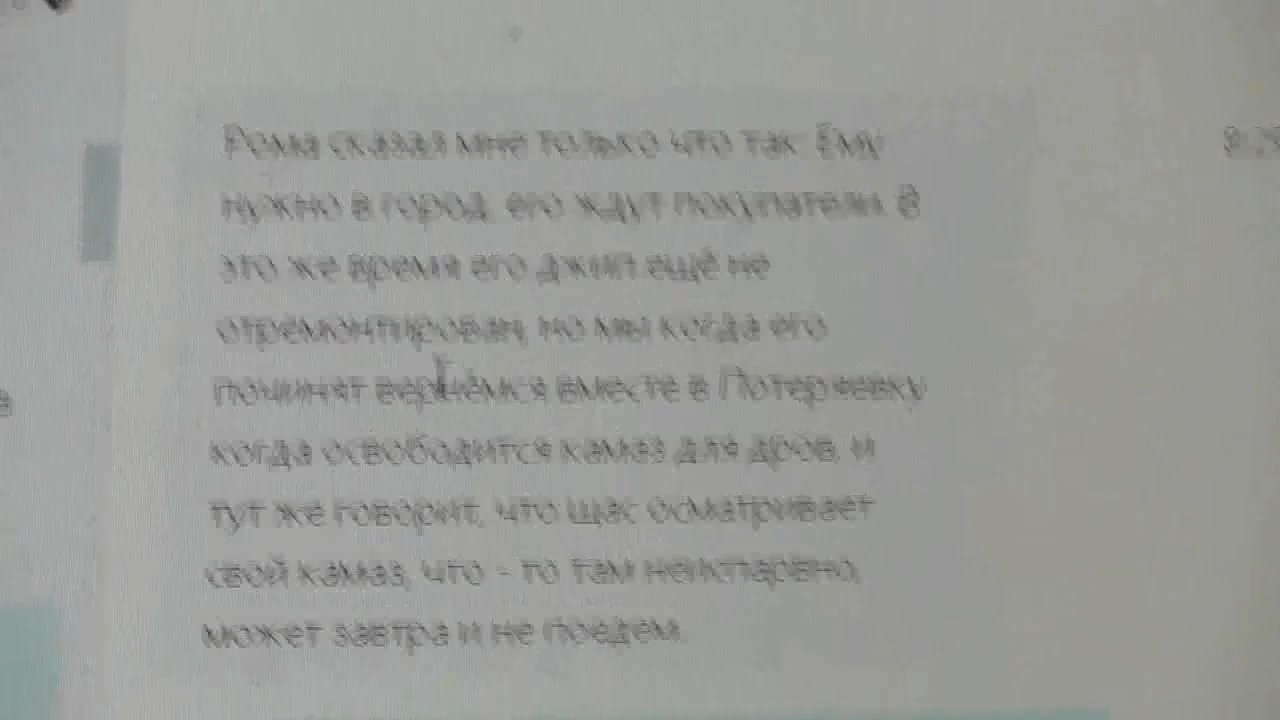 Рома сказал мне только что так: Ему
нужно в город, его ждут покупатели. В
это же время его джип ещё не
отремонтирован, но мы когда его
починят вернёмся вместе в Потеряевку
когда освободится камаз для дров. И
тут же говорит, что щас осматривает
свой камаз, что - то там неисправно,
может завтра и не поедем.